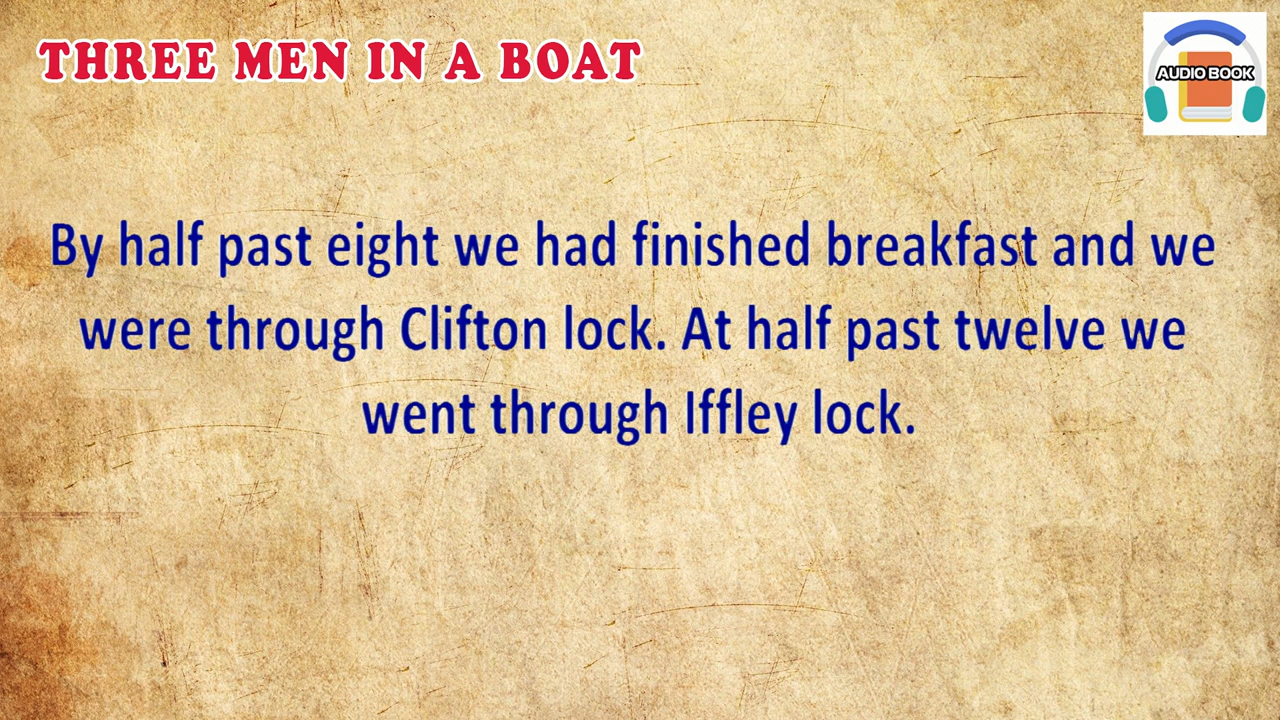 THREE MEN IN A BOAT
AUDIO BOOK
By half past eight we had finished breakfast and we
were through Clifton lock. At half past twelve we
went through Iffley lock.